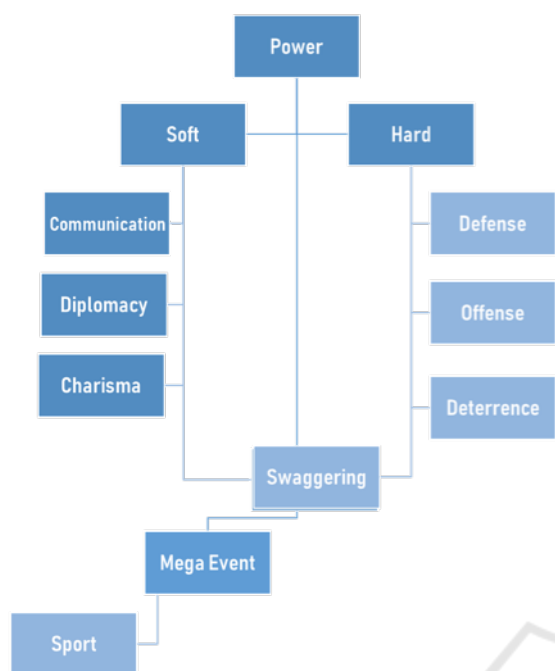 Power
Soft
Hard
Communication
Defense
Diplomacy
Offense
Charisma
Deterrence
Swaggering
Mega Event
Sport